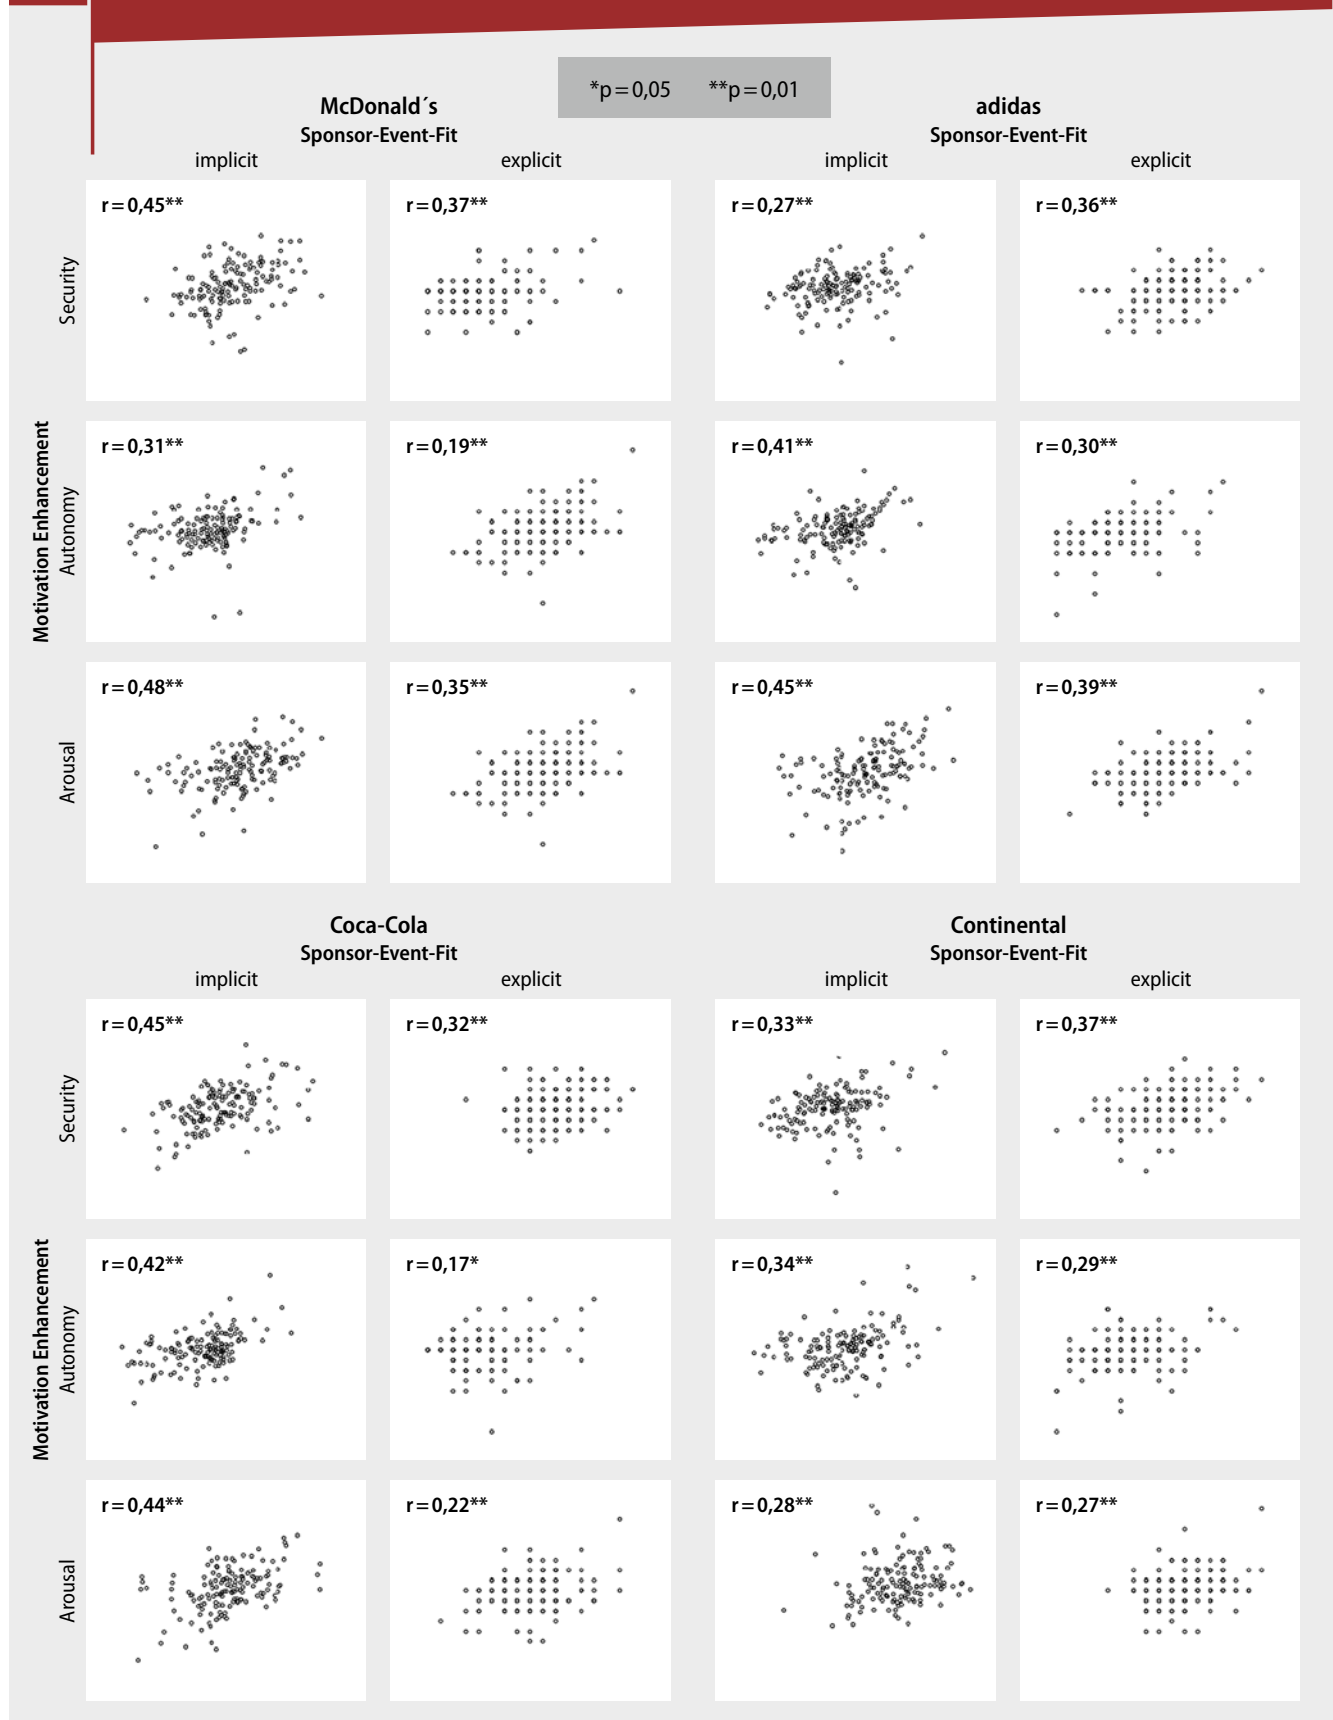 *p=0,05 **p=0,01
McDonald´s
Sponsor-Event-Fit
implicit explicit
adidas
Sponsor-Event-Fit
implicit explicit
Motivation Enhancement
Security
r=0,45** r=0,37** r=0,27** r=0,36**
Autonomy
r=0,31** r=0,19** r=0,41** r=0,30**
Arousal
r=0,48** r=0,35** r=0,45** r=0,39**
Coca-Cola
Sponsor-Event-Fit
implicit explicit
Continental
Sponsor-Event-Fit
implicit explicit
Motivation Enhancement
Security
r=0,45** r=0,32** r=0,33** r=0,37**
Autonomy
r=0,42** r=0,17* r=0,34** r=0,29**
Arousal
r=0,44** r=0,22** r=0,28** r=0,27**